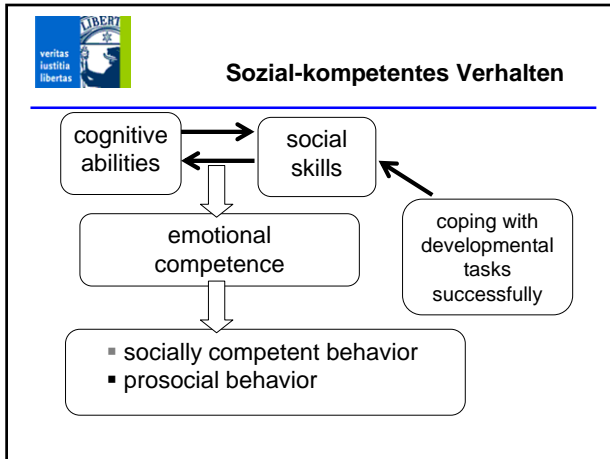 LIBERT
veritas
iustitia
libertas
Sozial-kompetentes Verhalten
cognitive
abilities
social
skills
emotional
competence
coping with
developmental
tasks
successfully
▪ socially competent behavior
▪ prosocial behavior